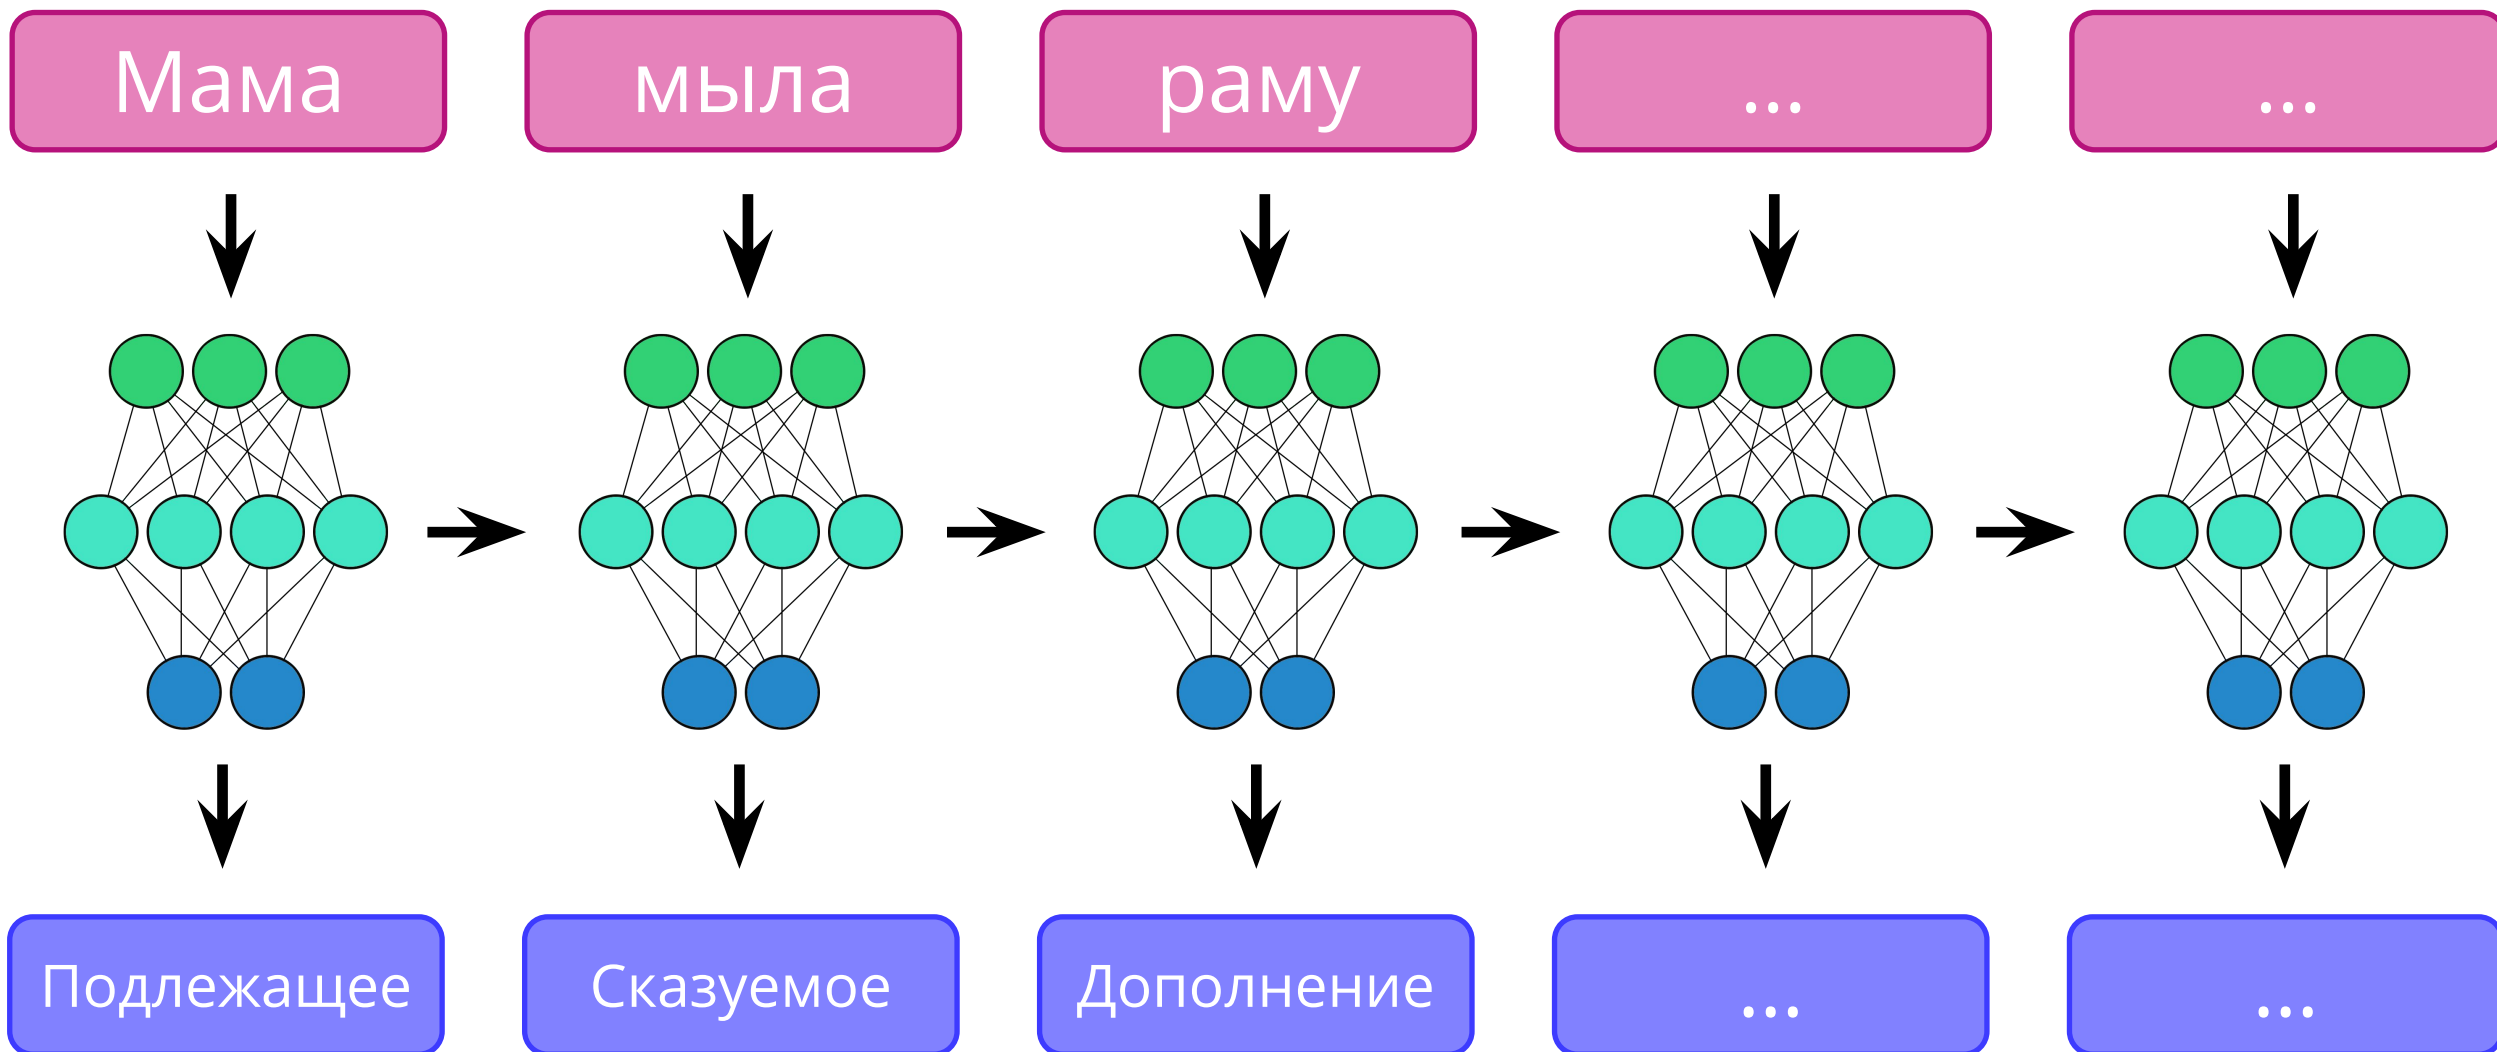 Мама мыла раму ... ...
Подлежащее Сказуемое Дополнение ... ...